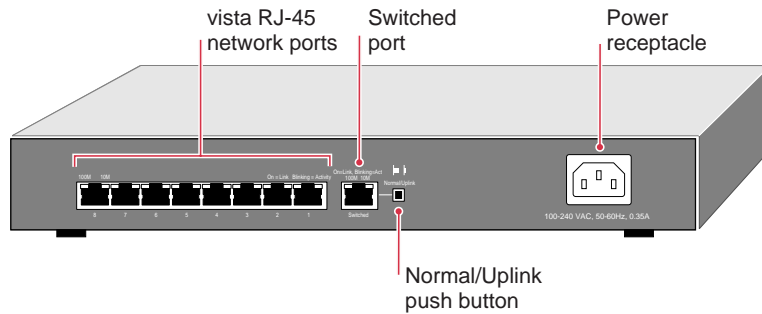 vista RJ-45
network ports
Switched
port
Power
receptacle
100M 10M
On = Link Blinking = Activity
On=Link, Blinking=Act
100M 10M
Normal/Uplink
8 7 6 5 4 3 2 1
Switched
100-240 VAC, 50-60Hz, 0.35A
Normal/Uplink
push button